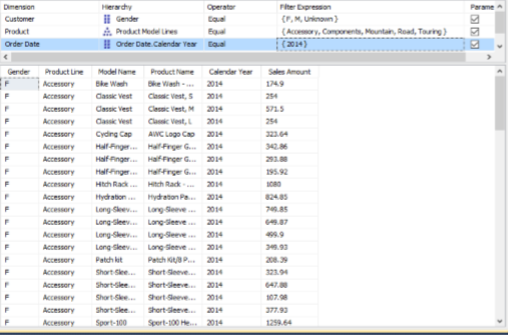 Dimension Hierarchy Operator Filter Expression Parame
Customer Gender Equal { F, M, Unknown }
Product Product Model Lines Equal { Accessory, Components, Mountain, Road, Touring }
Order Date Order Date.Calendar Year Equal { 2014 }
Gender Product Line Model Name Product Name Calendar Year Sales Amount
F Accessory Bike Wash Bike Wash - ... 2014 174.9
F Accessory Classic Vest Classic Vest, S 2014 254
F Accessory Classic Vest Classic Vest, M 2014 571.5
F Accessory Classic Vest Classic Vest, L 2014 254
F Accessory Cycling Cap AWC Logo Cap 2014 323.64
F Accessory Half-Finger... Half-Finger G... 2014 342.86
F Accessory Half-Finger... Half-Finger G... 2014 293.88
F Accessory Half-Finger... Half-Finger G... 2014 195.92
F Accessory Hitch Rack ... Hitch Rack - ... 2014 1080
F Accessory Hydration ... Hydration Pa... 2014 824.85
F Accessory Long-Sleev... Long-Sleeve ... 2014 749.85
F Accessory Long-Sleev... Long-Sleeve ... 2014 649.87
F Accessory Long-Sleev... Long-Sleeve ... 2014 499.9
F Accessory Long-Sleev... Long-Sleeve ... 2014 349.93
F Accessory Patch kit Patch Kit/8 P... 2014 208.39
F Accessory Short-Slee... Short-Sleeve... 2014 323.94
F Accessory Short-Slee... Short-Sleeve... 2014 647.88
F Accessory Short-Slee... Short-Sleeve... 2014 107.98
F Accessory Short-Slee... Short-Sleeve... 2014 377.93
F Accessory Sport-100 Sport-100 He... 2014 1259.64